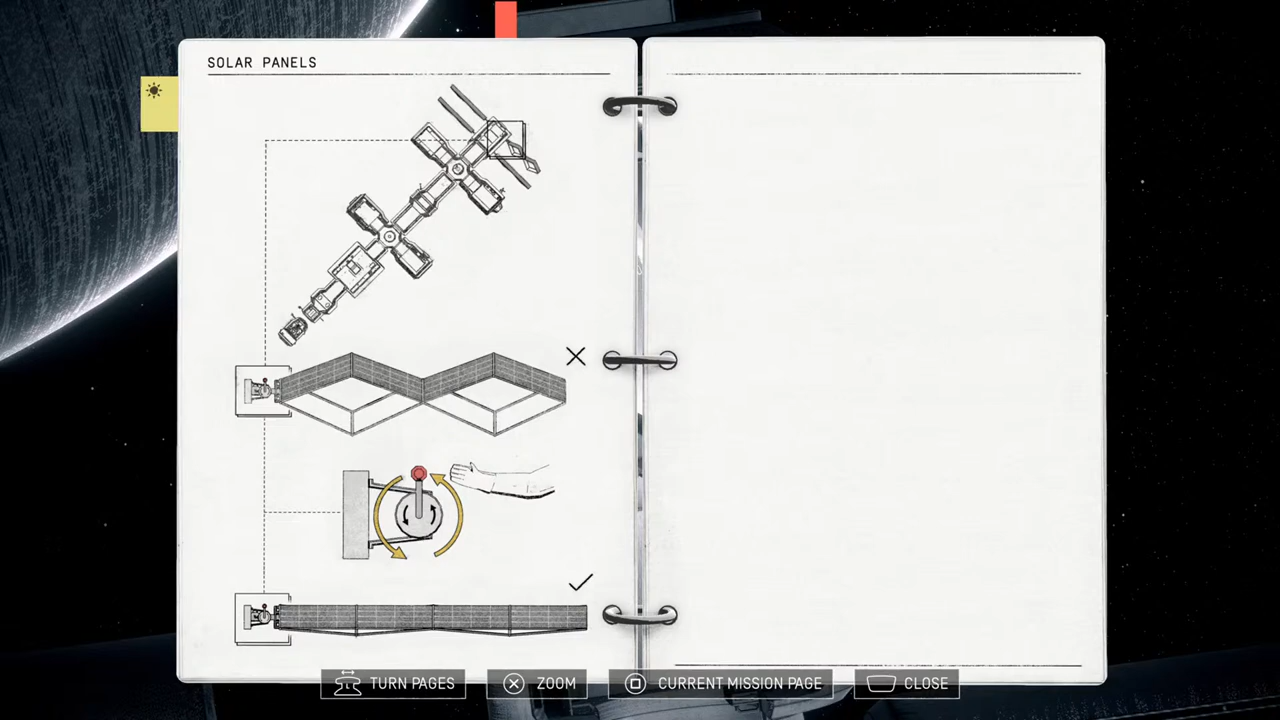 SOLAR PANELS
TURN PAGES
ZOOM
CURRENT MISSION PAGE
CLOSE